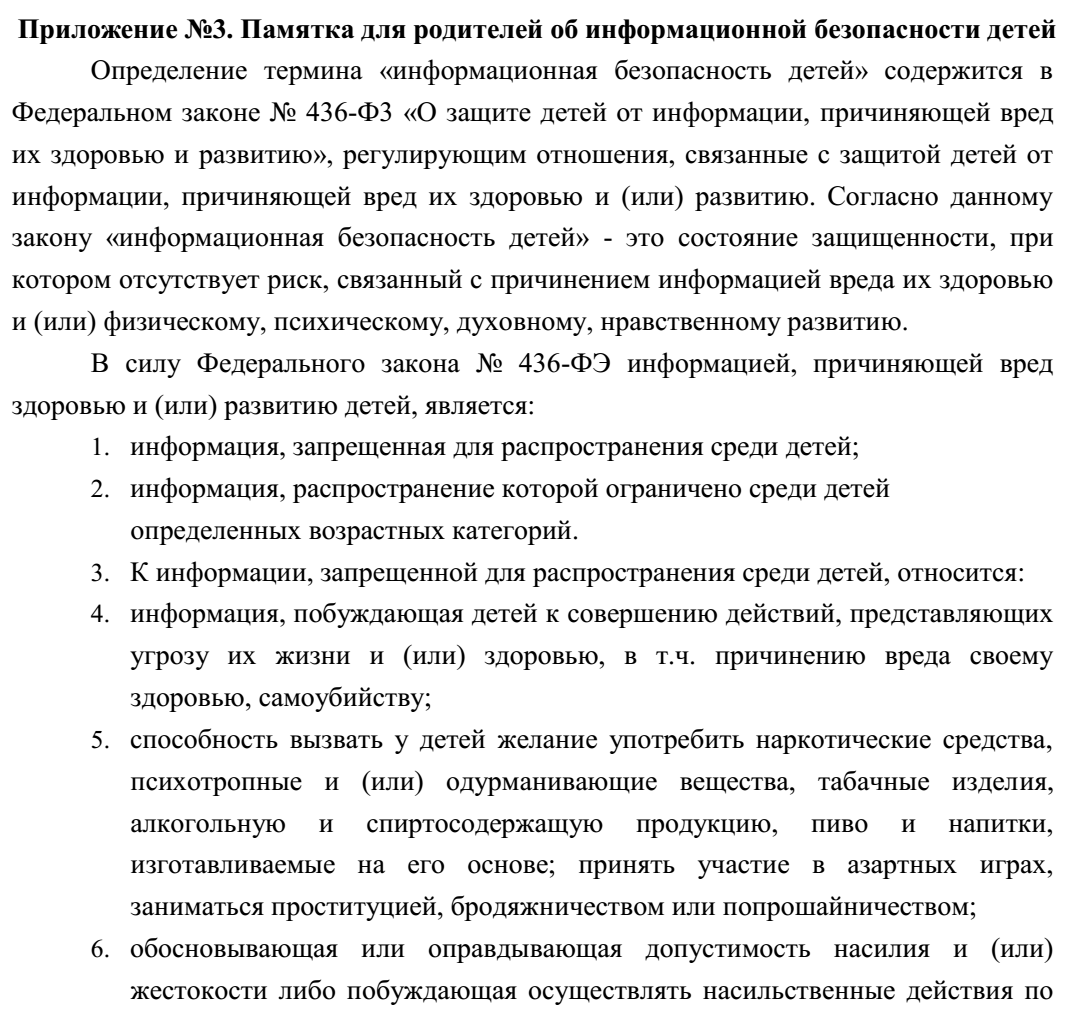 Приложение №3. Памятка для родителей об информационной безопасности детей
Определение термина «информационная безопасность детей» содержится в
Федеральном законе № 436-ФЗ «О защите детей от информации, причиняющей вред
их здоровью и развитию», регулирующим отношения, связанные с защитой детей от
информации, причиняющей вред их здоровью и (или) развитию. Согласно данному
закону «информационная безопасность детей» - это состояние защищенности, при
котором отсутствует риск, связанный с причинением информацией вреда их здоровью
и (или) физическому, психическому, духовному, нравственному развитию.
В силу Федерального закона № 436-ФЭ информацией, причиняющей вред
здоровью и (или) развитию детей, является:
1. информация, запрещенная для распространения среди детей;
2. информация, распространение которой ограничено среди детей
определенных возрастных категорий.
3. К информации, запрещенной для распространения среди детей, относится:
4. информация, побуждающая детей к совершению действий, представляющих
угрозу их жизни и (или) здоровью, в т.ч. причинению вреда своему
здоровью, самоубийству;
5. способность вызвать у детей желание употребить наркотические средства,
психотропные и (или) одурманивающие вещества, табачные изделия,
алкогольную и спиртосодержащую продукцию, пиво и напитки,
изготавливаемые на его основе; принять участие в азартных играх,
заниматься проституцией, бродяжничеством или попрошайничеством;
6. обосновывающая или оправдывающая допустимость насилия и (или)
жестокости либо побуждающая осуществлять насильственные действия по